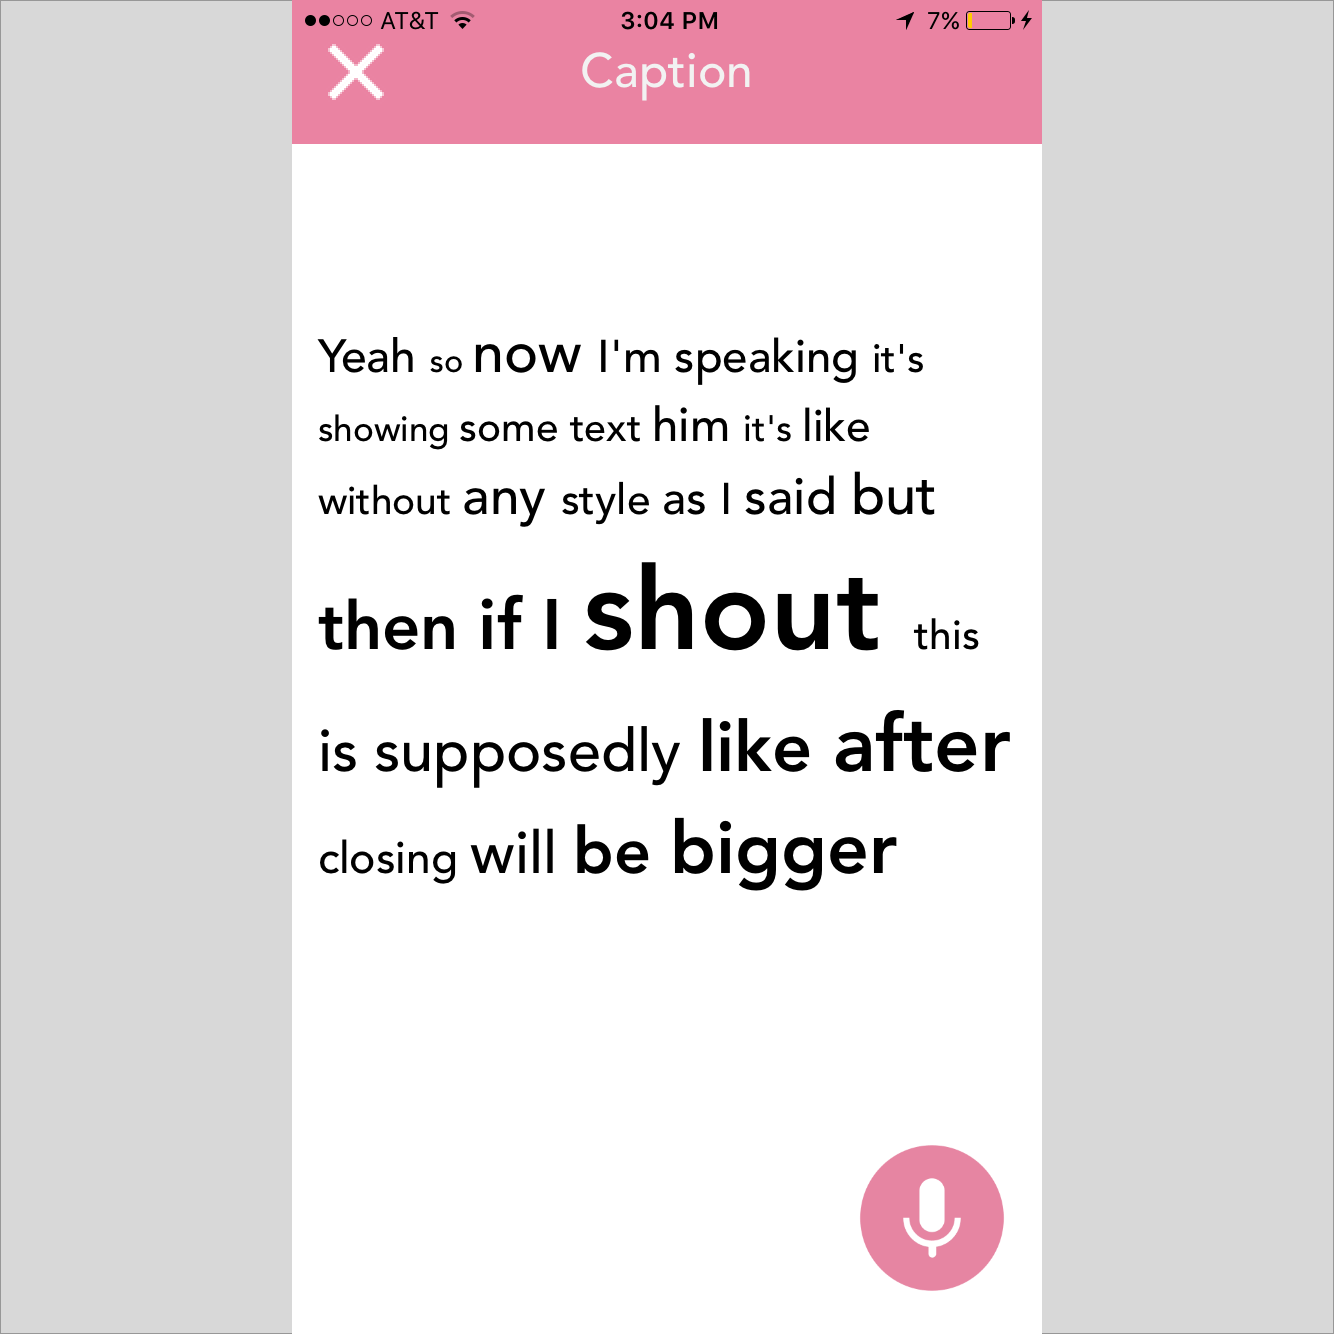 AT&T 3:04 PM 7%
Caption
Yeah so now I'm speaking it's
showing some text him it's like
without any style as I said but
then if I shout this
is supposedly like after
closing will be bigger